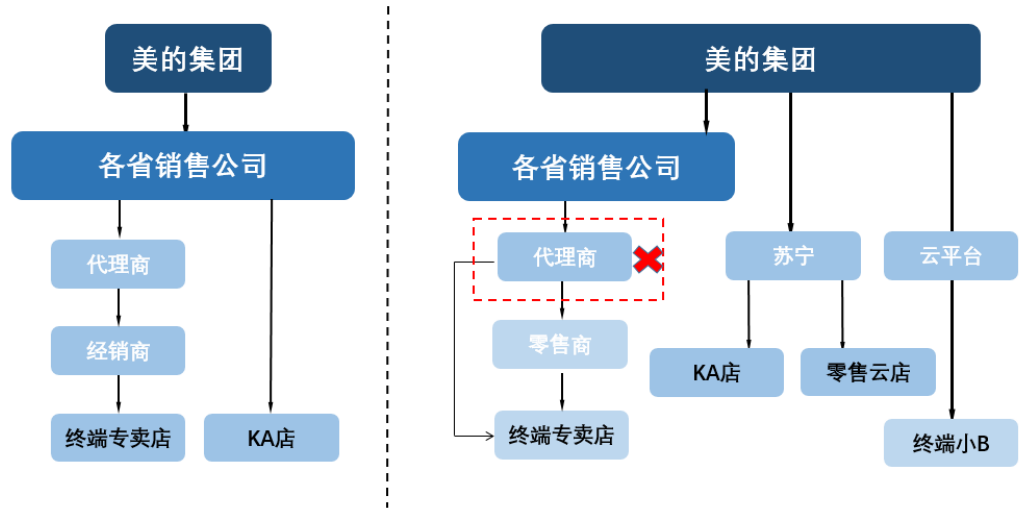 美的集团
各省销售公司
代理商
经销商
终端专卖店
KA店
美的集团
各省销售公司
代理商
苏宁
云平台
零售商
KA店
零售云店
终端专卖店
终端小B